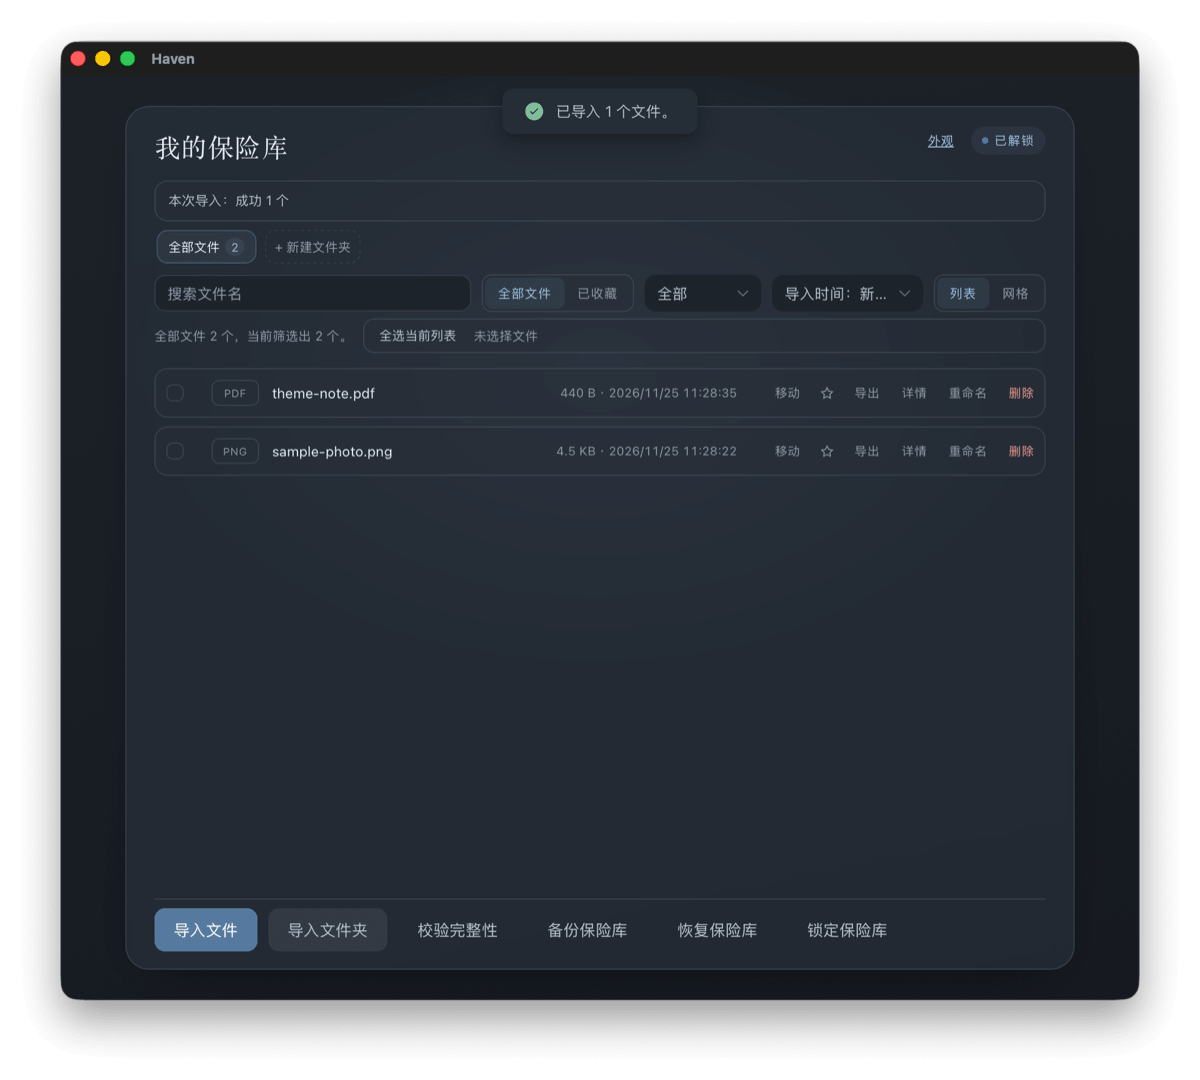 Haven
已导入 1 个文件。
我的保险库
外观
已解锁
本次导入：成功 1 个
全部文件 2
+ 新建文件夹
搜索文件名
全部文件 已收藏
全部
导入时间：新...
列表 网格
全部文件 2 个，当前筛选出 2 个。
全选当前列表 未选择文件
PDF theme-note.pdf 440 B · 2026/11/25 11:28:35 移动 导出 详情 重命名 删除
PNG sample-photo.png 4.5 KB · 2026/11/25 11:28:22 移动 导出 详情 重命名 删除
导入文件 导入文件夹 校验完整性 备份保险库 恢复保险库 锁定保险库